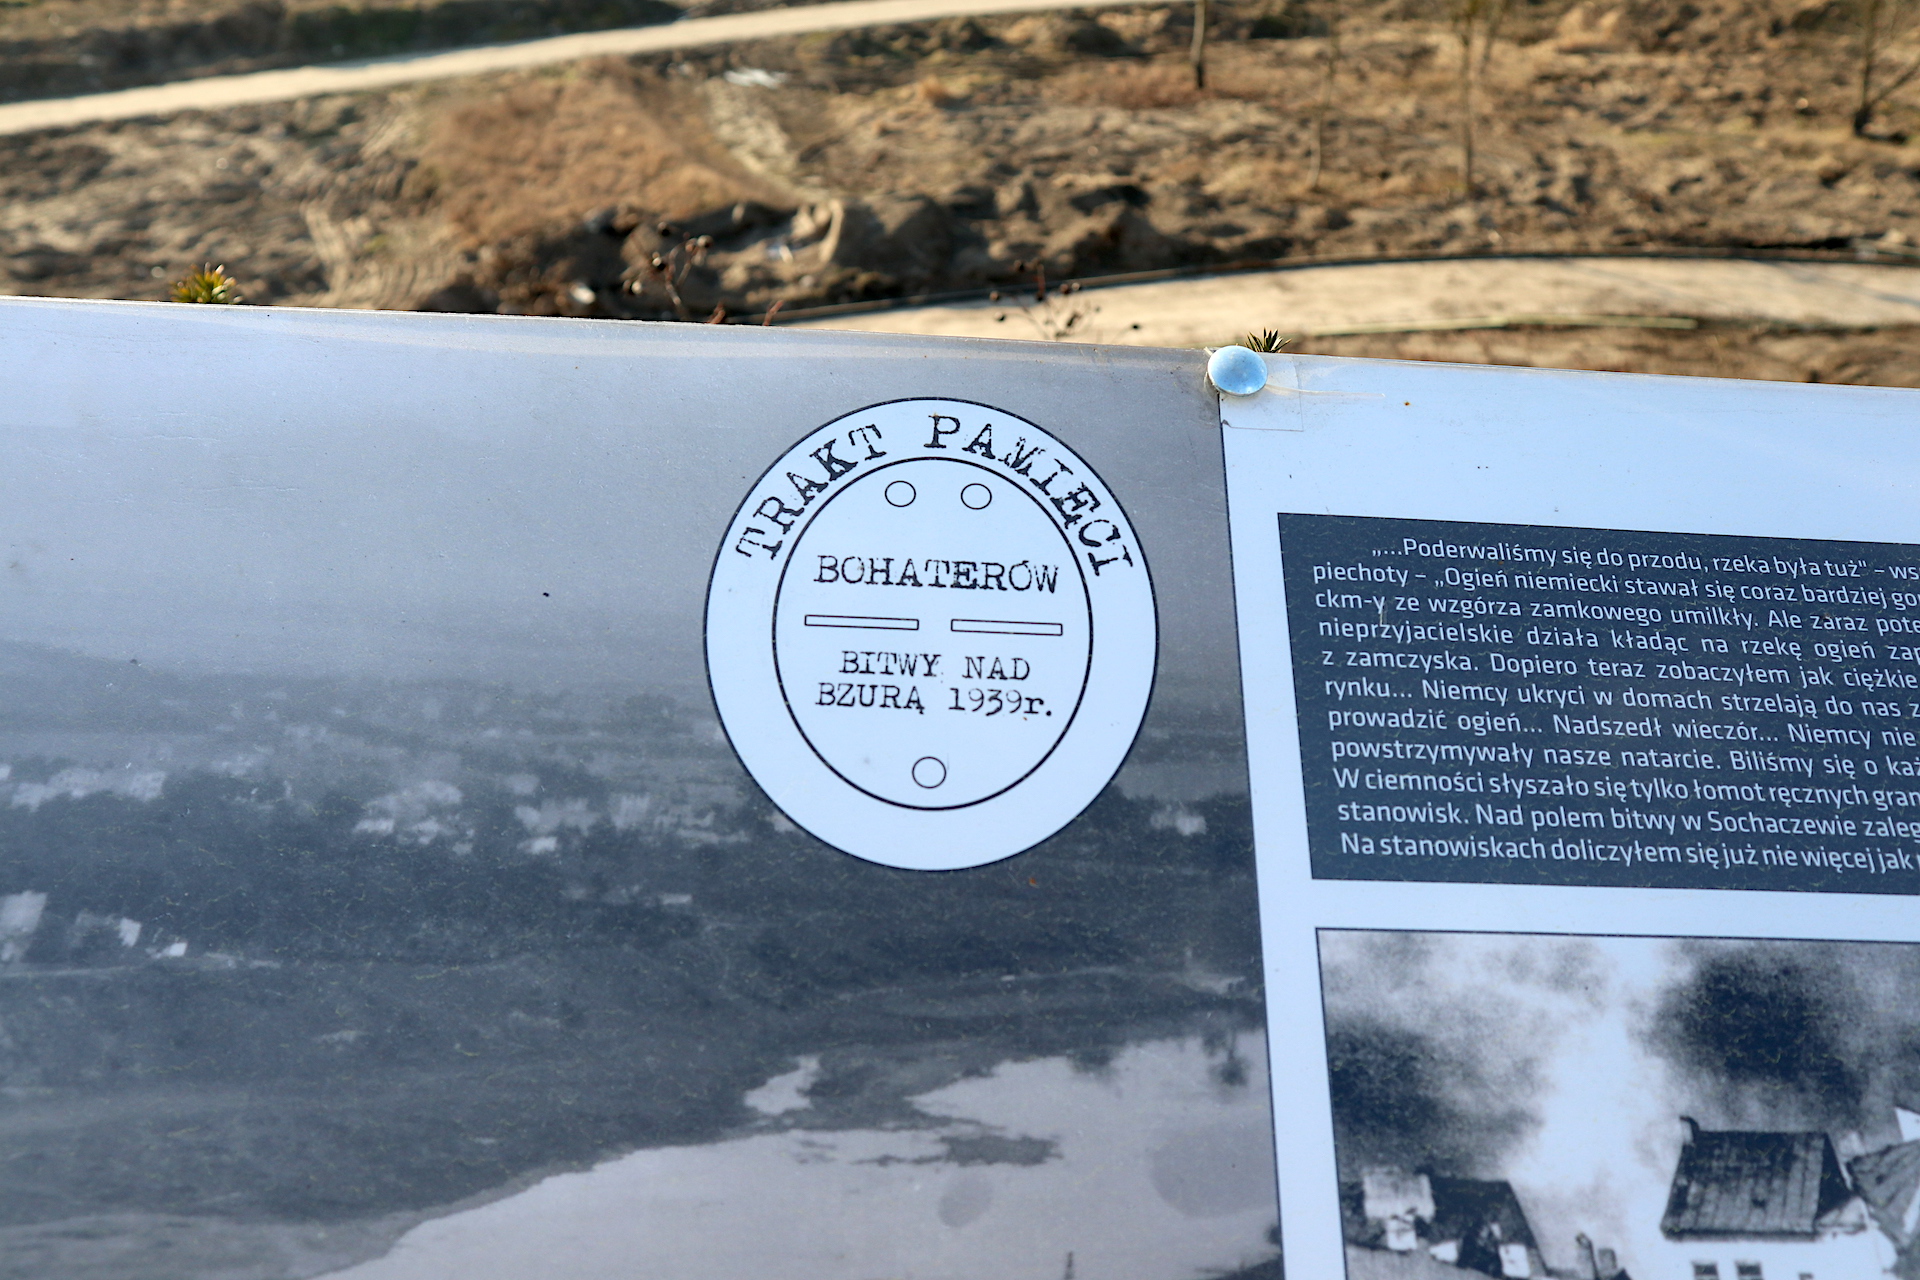 TRAKT PAMIĘCI
BOHATERÓW
BITWY NAD
BZURĄ 1939r.
„...Poderwaliśmy się do przodu, rzeka była tuż" –
piechoty – „Ogień niemiecki stawał się coraz bardziej
ckm-y ze wzgórza zamkowego umilkły. Ale zaraz
nieprzyjacielskie działa kładąc na rzekę ogień
z zamczyska. Dopiero teraz zobaczyłem jak ciężkie
rynku... Niemcy ukryci w domach strzelają do nas z
prowadzić ogień... Nadszedł wieczór... Niemcy nie
powstrzymywały nasze natarcie. Biliśmy się o
W ciemności słyszało się tylko łomot ręcznych
stanowisk. Nad polem bitwy w Sochaczewie
Na stanowiskach doliczyłem się już nie więcej jak